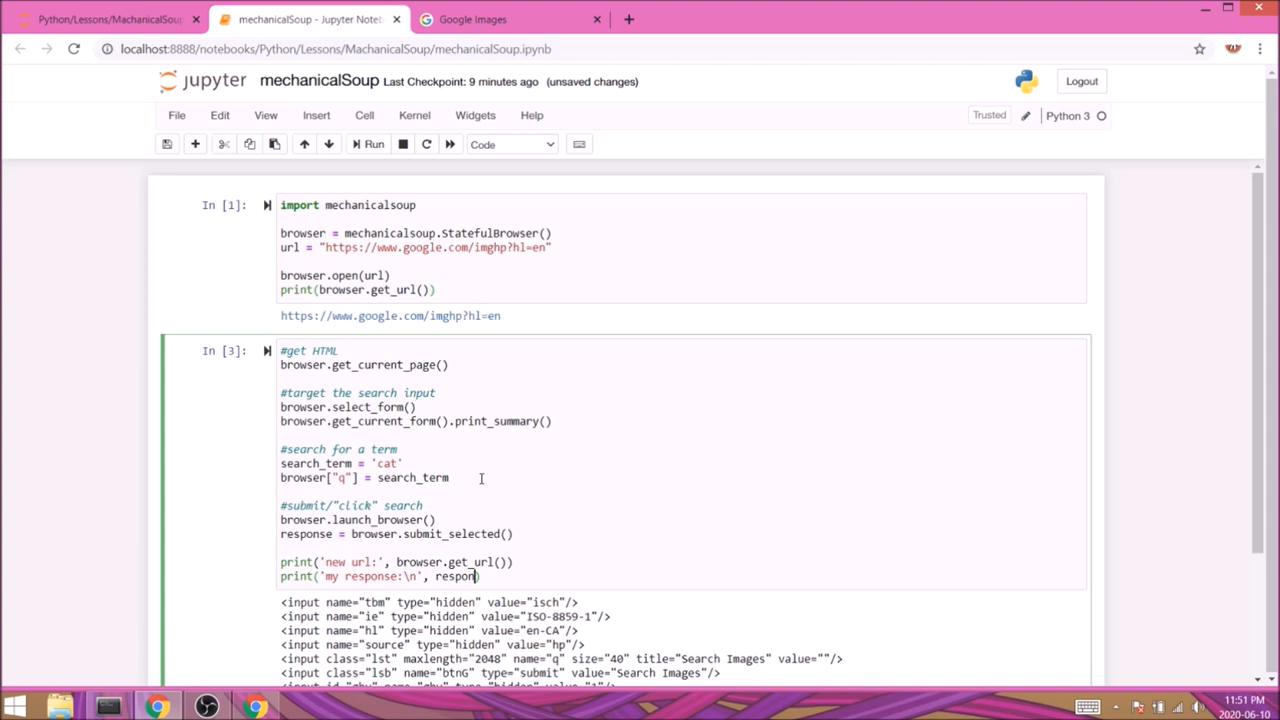 Python/Lessons/MachanicalSoup
mechanicalSoup - Jupyter Noteb
Google Images
localhost:8888/notebooks/Python/Lessons/MachanicalSoup/mechanicalSoup.ipynb
jupyter mechanicalSoup Last Checkpoint: 9 minutes ago (unsaved changes)
Logout
File Edit View Insert Cell Kernel Widgets Help
Trusted
Python 3
Run
Code
In [1]:
import mechanicalsoup
browser = mechanicalsoup.StatefulBrowser()
url = "https://www.google.com/imghp?hl=en"
browser.open(url)
print(browser.get_url())
https://www.google.com/imghp?hl=en
In [3]:
#get HTML
browser.get_current_page()
#target the search input
browser.select_form()
browser.get_current_form().print_summary()
#search for a term
search_term = 'cat'
browser["q"] = search_term
#submit/"click" search
browser.launch_browser()
response = browser.submit_selected()
print('new url:', browser.get_url())
print('my response:\n', respon)
<input name="tbm" type="hidden" value="isch"/>
<input name="ie" type="hidden" value="ISO-8859-1"/>
<input name="hl" type="hidden" value="en-CA"/>
<input name="source" type="hidden" value="hp"/>
<input class="lst" maxlength="2048" name="q" size="40" title="Search Images" value=""/>
<input class="lsb" name="btnG" type="submit" value="Search Images"/>
11:51 PM
2020-06-10